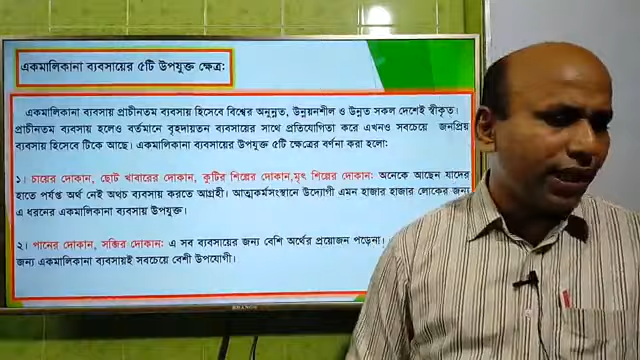 একমালিকানা ব্যবসায়ের ৫টি উপযুক্ত ক্ষেত্র:
একমালিকানা ব্যবসায় প্রাচীনতম ব্যবসায় হিসেবে বিশ্বের অনুন্নত, উন্নয়নশীল ও উন্নত সকল দেশেই স্বীকৃত।
প্রাচীনতম ব্যবসায় হলেও বর্তমানে বৃহদায়তন ব্যবসায়ের সাথে প্রতিযোগিতা করে এখনও সবচেয়ে জনপ্রিয়
ব্যবসায় হিসেবে টিকে আছে। একমালিকানা ব্যবসায়ের উপযুক্ত ৫টি ক্ষেত্রের বর্ণনা করা হলো:
১। চায়ের দোকান, ছোট খাবারের দোকান, কুটির শিল্পের দোকান,মৃৎ শিল্পের দোকান: অনেকে আছেন যাদের
হাতে পর্যপ্ত অর্থ নেই অথচ ব্যবসায় করতে আগ্রহী। আত্মকর্মসংস্থানে উদ্যোগী এমন হাজার হাজার লোকের জন্য
এ ধরনের একমালিকানা ব্যবসায় উপযুক্ত।
২। পানের দোকান, সব্জির দোকান: এ সব ব্যবসায়ের জন্য বেশি অর্থের প্রয়োজন পড়েনা।
জন্য একমালিকানা ব্যবসায়ই সবচেয়ে বেশী উপযোগী।